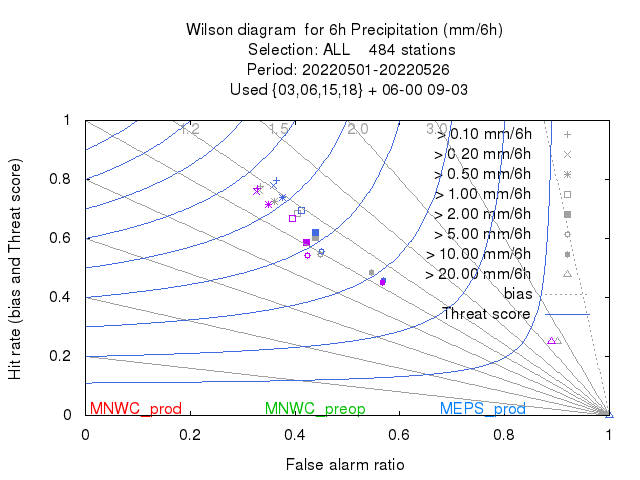 Wilson diagram for 6h Precipitation (mm/6h)
Selection: ALL 484 stations
Period: 20220501-20220526
Used {03,06,15,18} + 06-00 09-03
1.2 1.5 2.0 3.0
> 0.10 mm/6h
> 0.20 mm/6h
> 0.50 mm/6h
> 1.00 mm/6h
> 2.00 mm/6h
> 5.00 mm/6h
> 10.00 mm/6h
> 20.00 mm/6h
bias
Threat score
Hit rate (bias and Threat score)
1
0.8
0.6
0.4
0.2
0
MNWC_prod MNWC_preop MEPS_prod
0 0.2 0.4 0.6 0.8 1
False alarm ratio